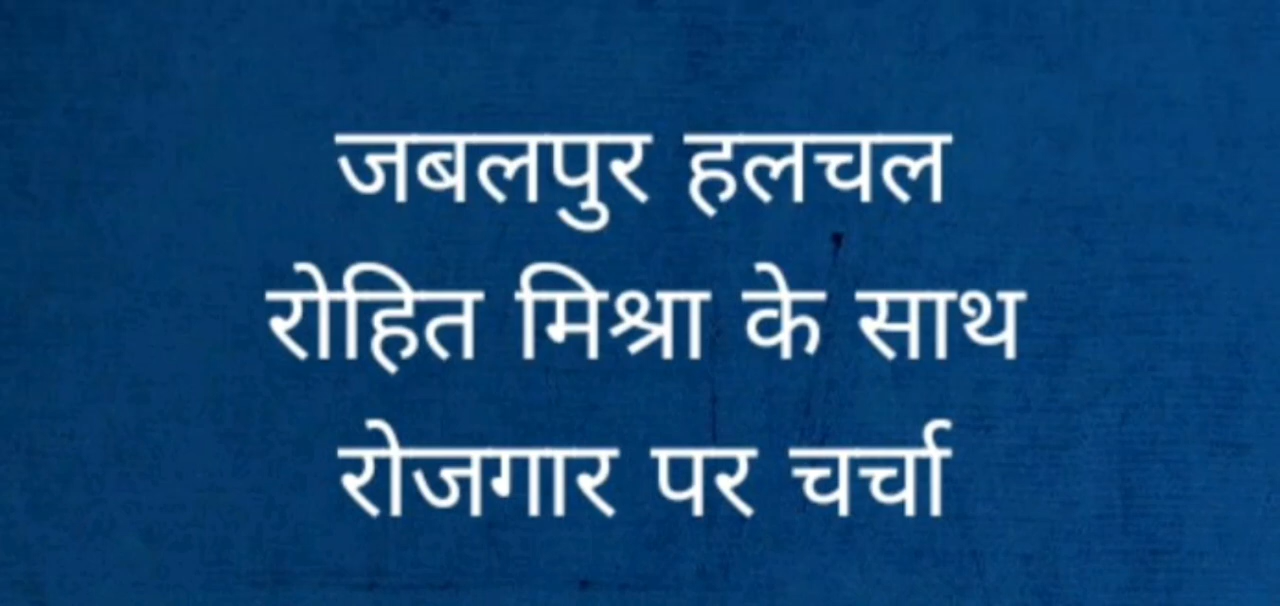 जबलपुर हलचल
रोहित मिश्रा के साथ
रोजगार पर चर्चा